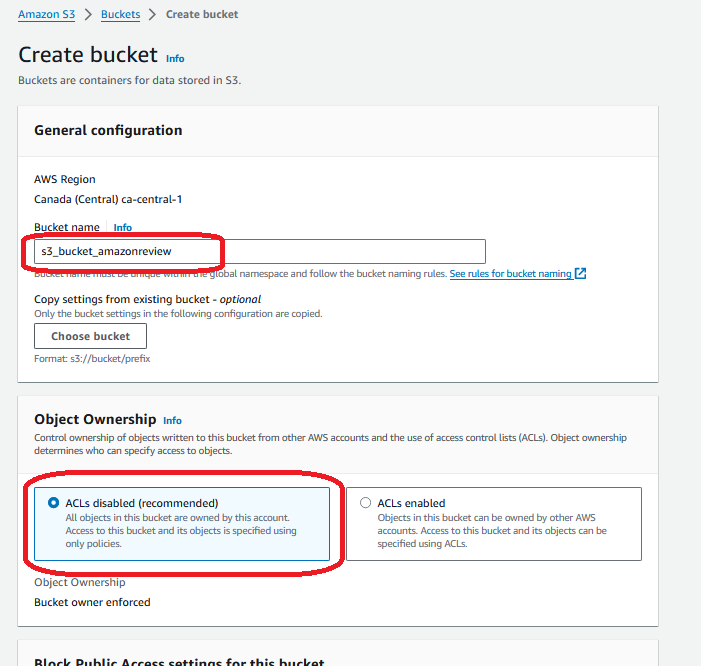 Amazon S3 > Buckets > Create bucket
Create bucket Info
Buckets are containers for data stored in S3.
General configuration
AWS Region
Canada (Central) ca-central-1
Bucket name Info
s3_bucket_amazonreview
Bucket name must be unique within the global namespace and follow the bucket naming rules. See rules for bucket naming
Copy settings from existing bucket - optional
Only the bucket settings in the following configuration are copied.
Choose bucket
Format: s3://bucket/prefix
Object Ownership Info
Control ownership of objects written to this bucket from other AWS accounts and the use of access control lists (ACLs). Object ownership
determines who can specify access to objects.
ACLs disabled (recommended)
All objects in this bucket are owned by this account.
Access to this bucket and its objects is specified using
only policies.
ACLs enabled
Objects in this bucket can be owned by other AWS
accounts. Access to this bucket and its objects can be
specified using ACLs.
Object Ownership
Bucket owner enforced
Block Public Access settings for this bucket